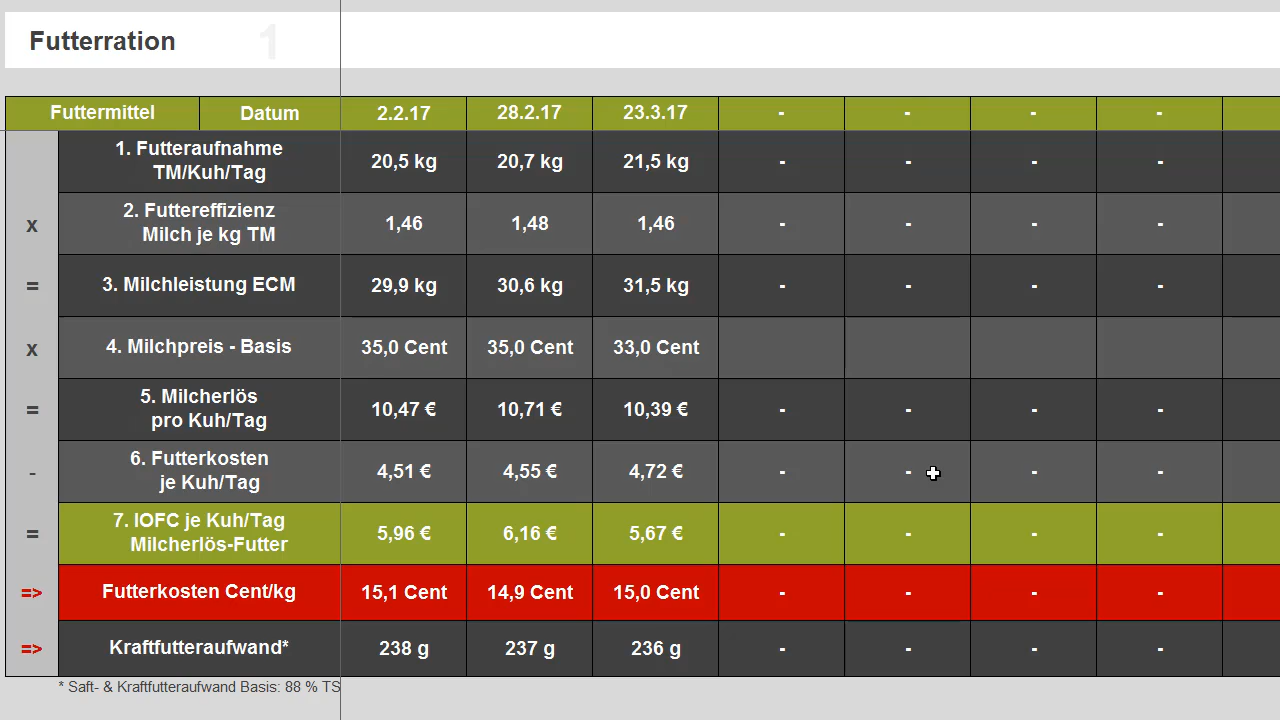 Futterration 1
Futtermittel Datum 2.2.17 28.2.17 23.3.17 - - - -
1. Futteraufnahme
TM/Kuh/Tag 20,5 kg 20,7 kg 21,5 kg - - - -
x 2. Futtereffizienz
Milch je kg TM 1,46 1,48 1,46 - - - -
= 3. Milchleistung ECM 29,9 kg 30,6 kg 31,5 kg - - - -
x 4. Milchpreis - Basis 35,0 Cent 35,0 Cent 33,0 Cent
= 5. Milcherlös
pro Kuh/Tag 10,47 € 10,71 € 10,39 € - - - -
- 6. Futterkosten
je Kuh/Tag 4,51 € 4,55 € 4,72 € - - - -
= 7. IOFC je Kuh/Tag
Milcherlös-Futter 5,96 € 6,16 € 5,67 € - - - -
=> Futterkosten Cent/kg 15,1 Cent 14,9 Cent 15,0 Cent - - - -
=> Kraftfutteraufwand* 238 g 237 g 236 g - - - -
* Saft- & Kraftfutteraufwand Basis: 88 % TS